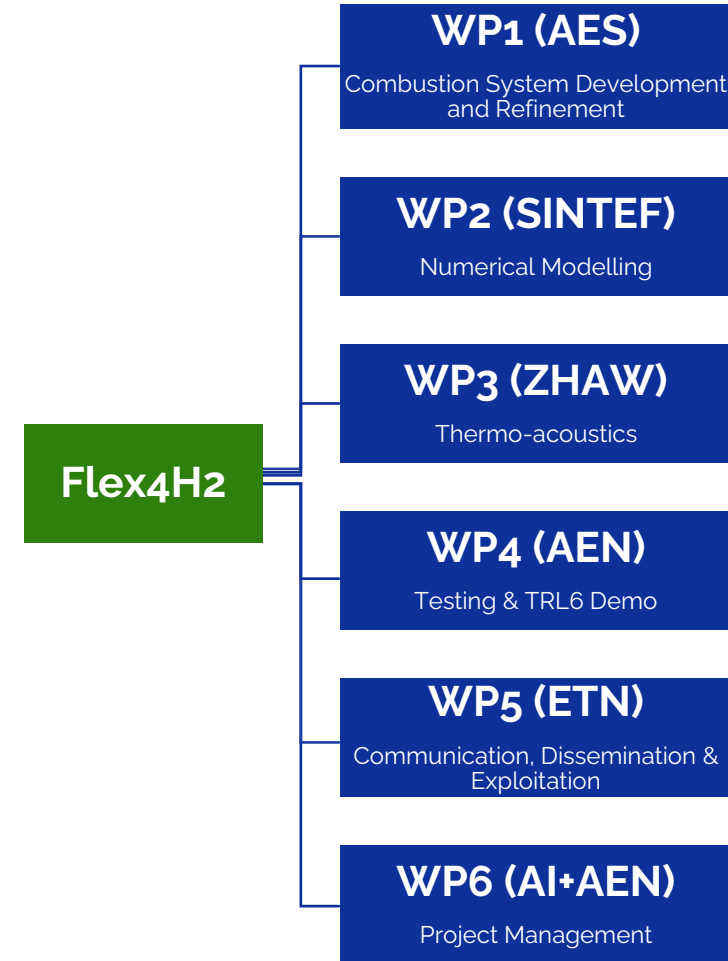 WP1 (AES)
Combustion System Development
and Refinement
WP2 (SINTEF)
Numerical Modelling
WP3 (ZHAW)
Thermo-acoustics
Flex4H2
WP4 (AEN)
Testing & TRL6 Demo
WP5 (ETN)
Communication, Dissemination &
Exploitation
WP6 (AI+AEN)
Project Management